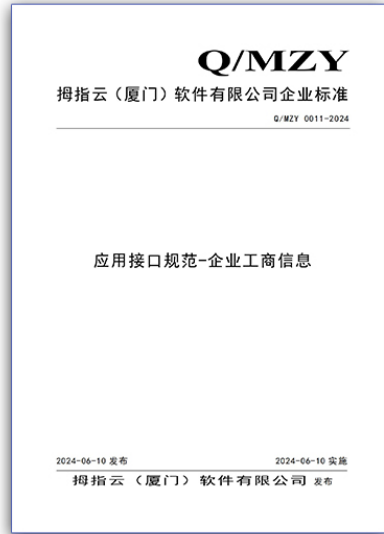 Q/MZY
拇指云（厦门）软件有限公司企业标准
Q/MZY 0011-2024
应用接口规范-企业工商信息
2024-06-10 发布 2024-06-10 实施
拇指云（厦门）软件有限公司 发布